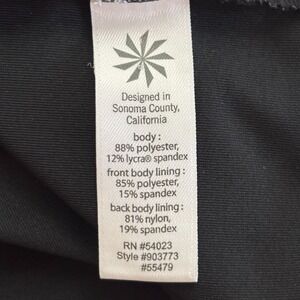 Designed in
Sonoma County,
California
body :
88% polyester,
12% lycra® spandex
front body lining :
85% polyester,
15% spandex
back body lining :
81% nylon,
19% spandex
RN #54023
Style #903773
#55479